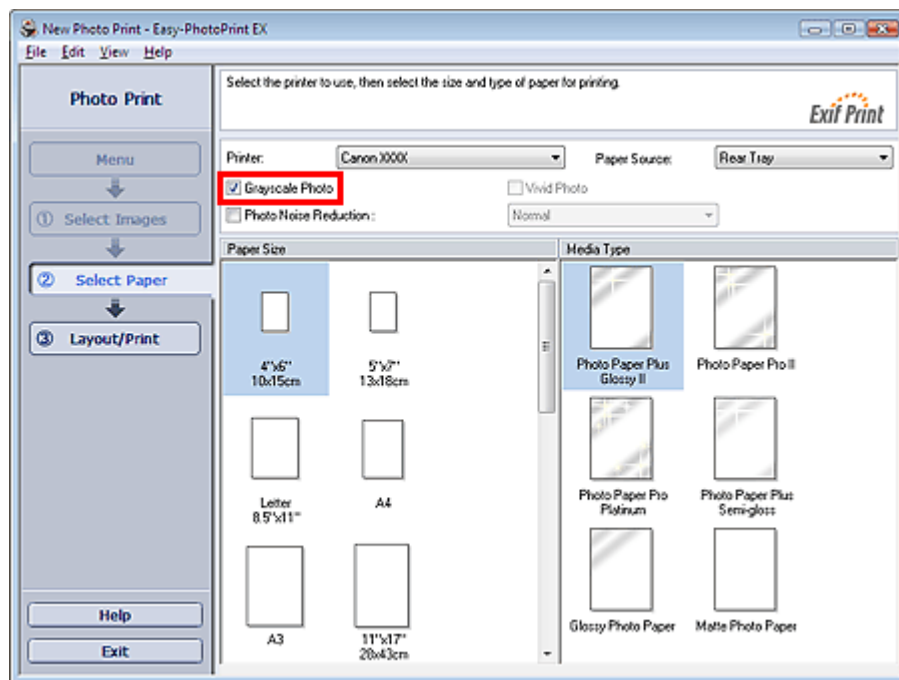 New Photo Print - Easy-PhotoPrint EX
File Edit View Help
Photo Print
Select the printer to use, then select the size and type of paper for printing.
Exif Print
Menu
① Select Images
② Select Paper
③ Layout/Print
Help
Exit
Printer: Canon XXXX Paper Source: Rear Tray
Grayscale Photo Vivid Photo
Photo Noise Reduction : Normal
Paper Size
4"x6"
10x15cm
5"x7"
13x18cm
Letter
8.5"x11"
A4
A3
11"x17"
28x43cm
Media Type
Photo Paper Plus
Glossy II
Photo Paper Pro II
Photo Paper Pro
Platinum
Photo Paper Plus
Semi-gloss
Glossy Photo Paper
Matte Photo Paper